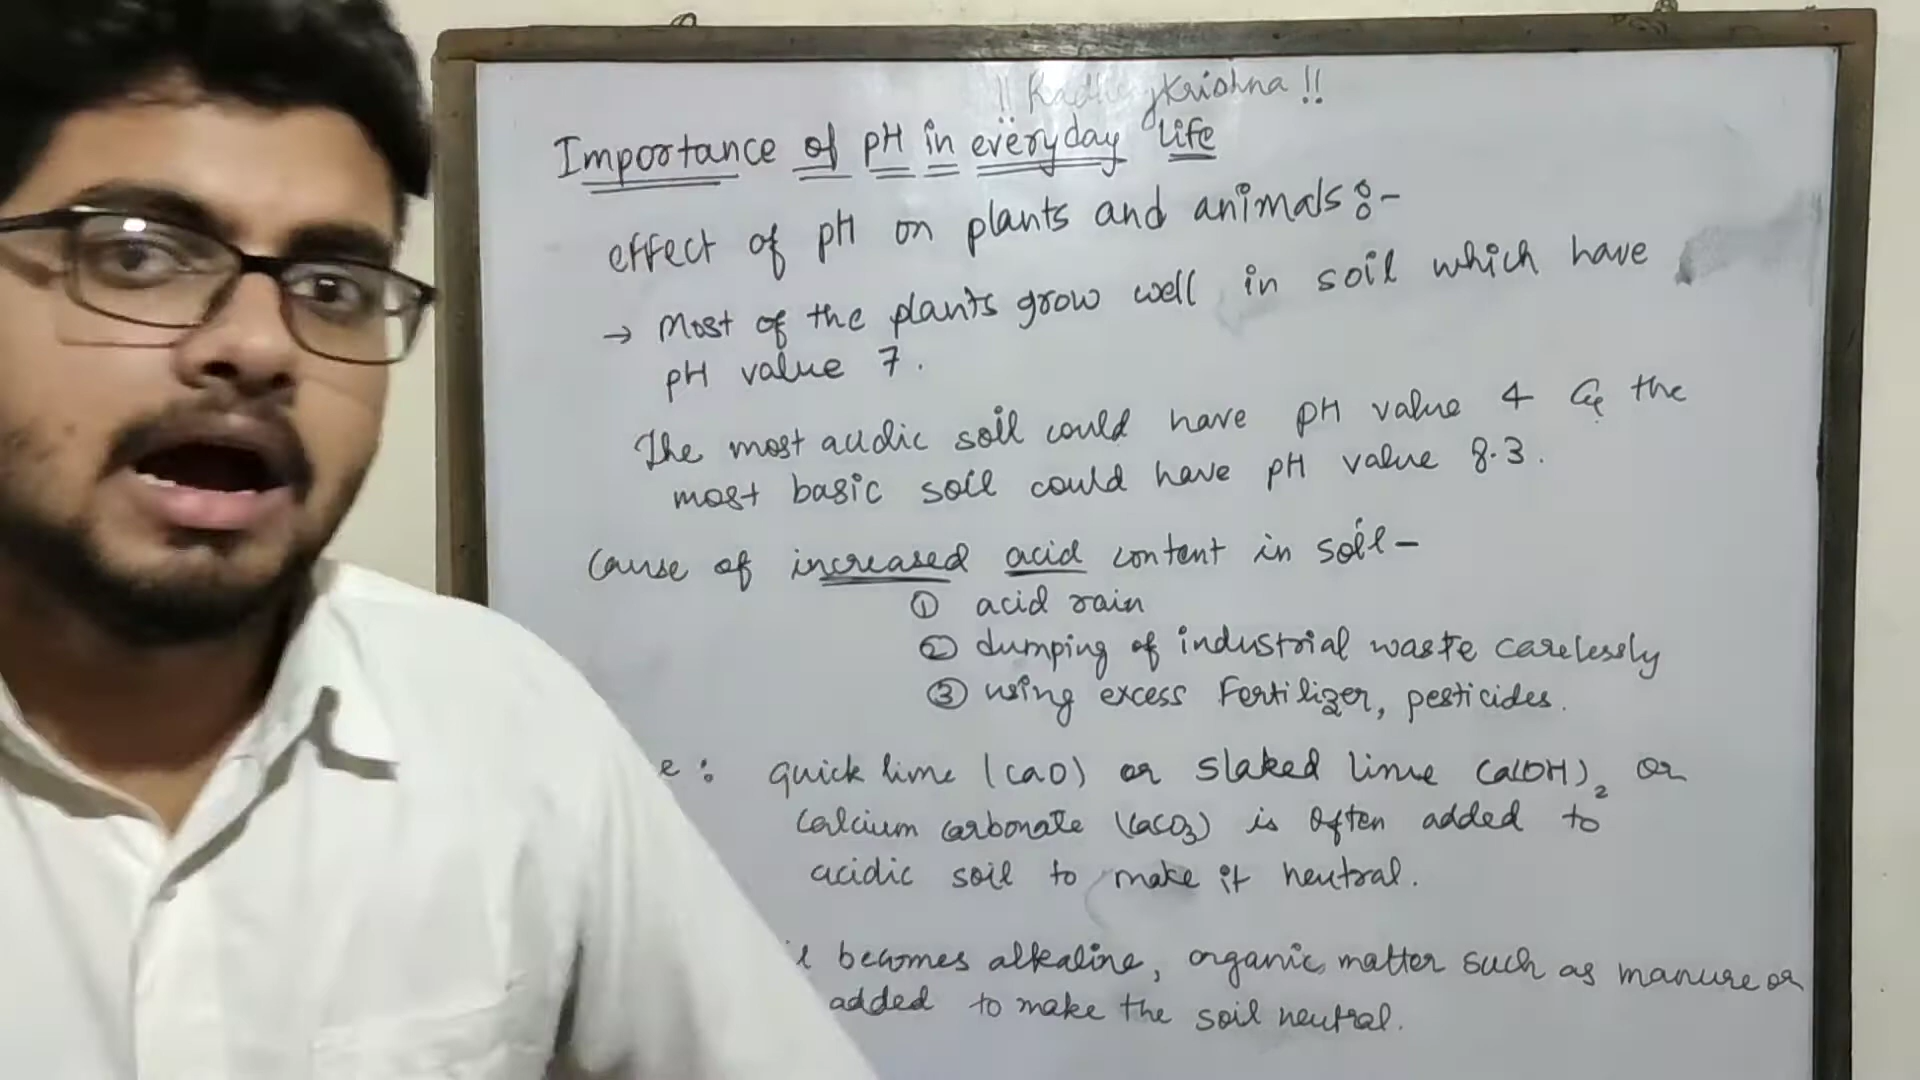 !! Radhe Krishna !!
Importance of pH in everyday Life
effect of pH on plants and animals :-
→ Most of the plants grow well in soil which have
pH value 7.
The most acidic soil could have pH value 4 & the
most basic soil could have pH value 8.3.
Cause of increased acid content in soil -
① acid rain
② dumping of industrial waste carelessly
③ using excess Fertilizer, pesticides.
e : quick lime (CaO) or slaked lime Ca(OH)₂ or
Calcium carbonate (CaCO₃) is often added to
acidic soil to make it neutral.
l becomes alkaline, organic matter such as manure or
added to make the soil neutral.